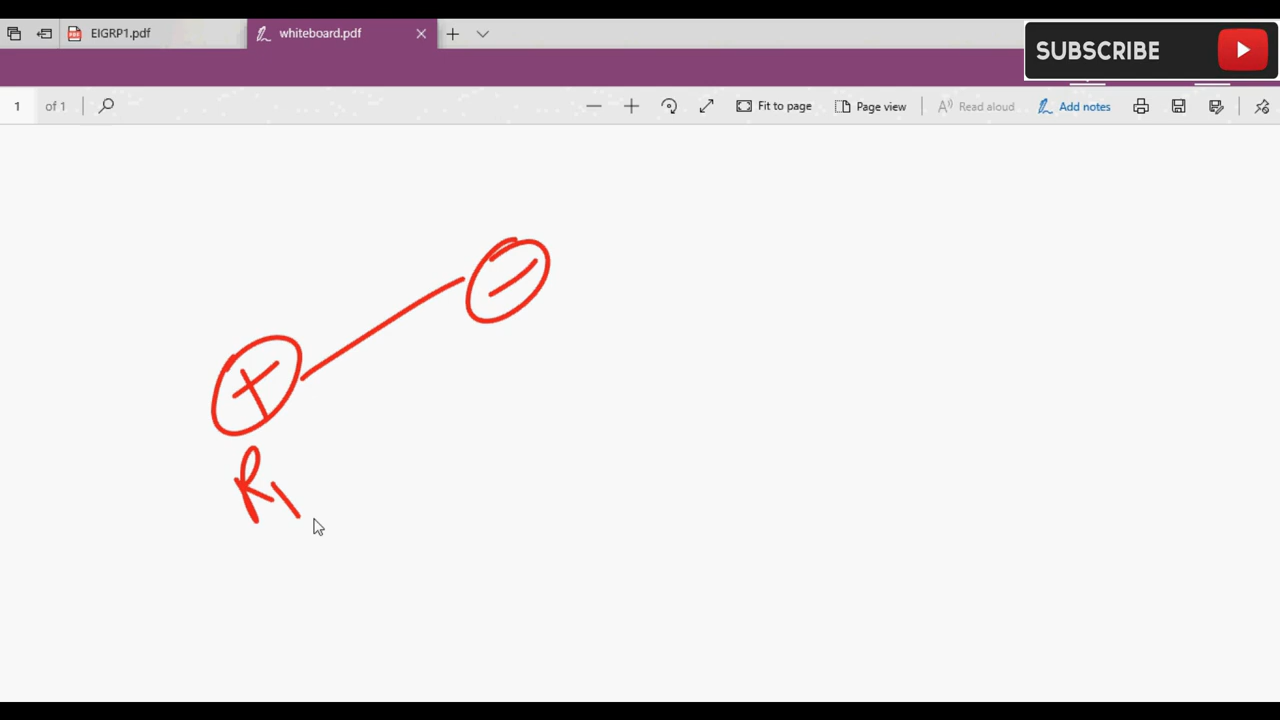 EIGRP1.pdf
whiteboard.pdf
SUBSCRIBE
1 of 1
Fit to page
Page view
Read aloud
Add notes
+
-
R1